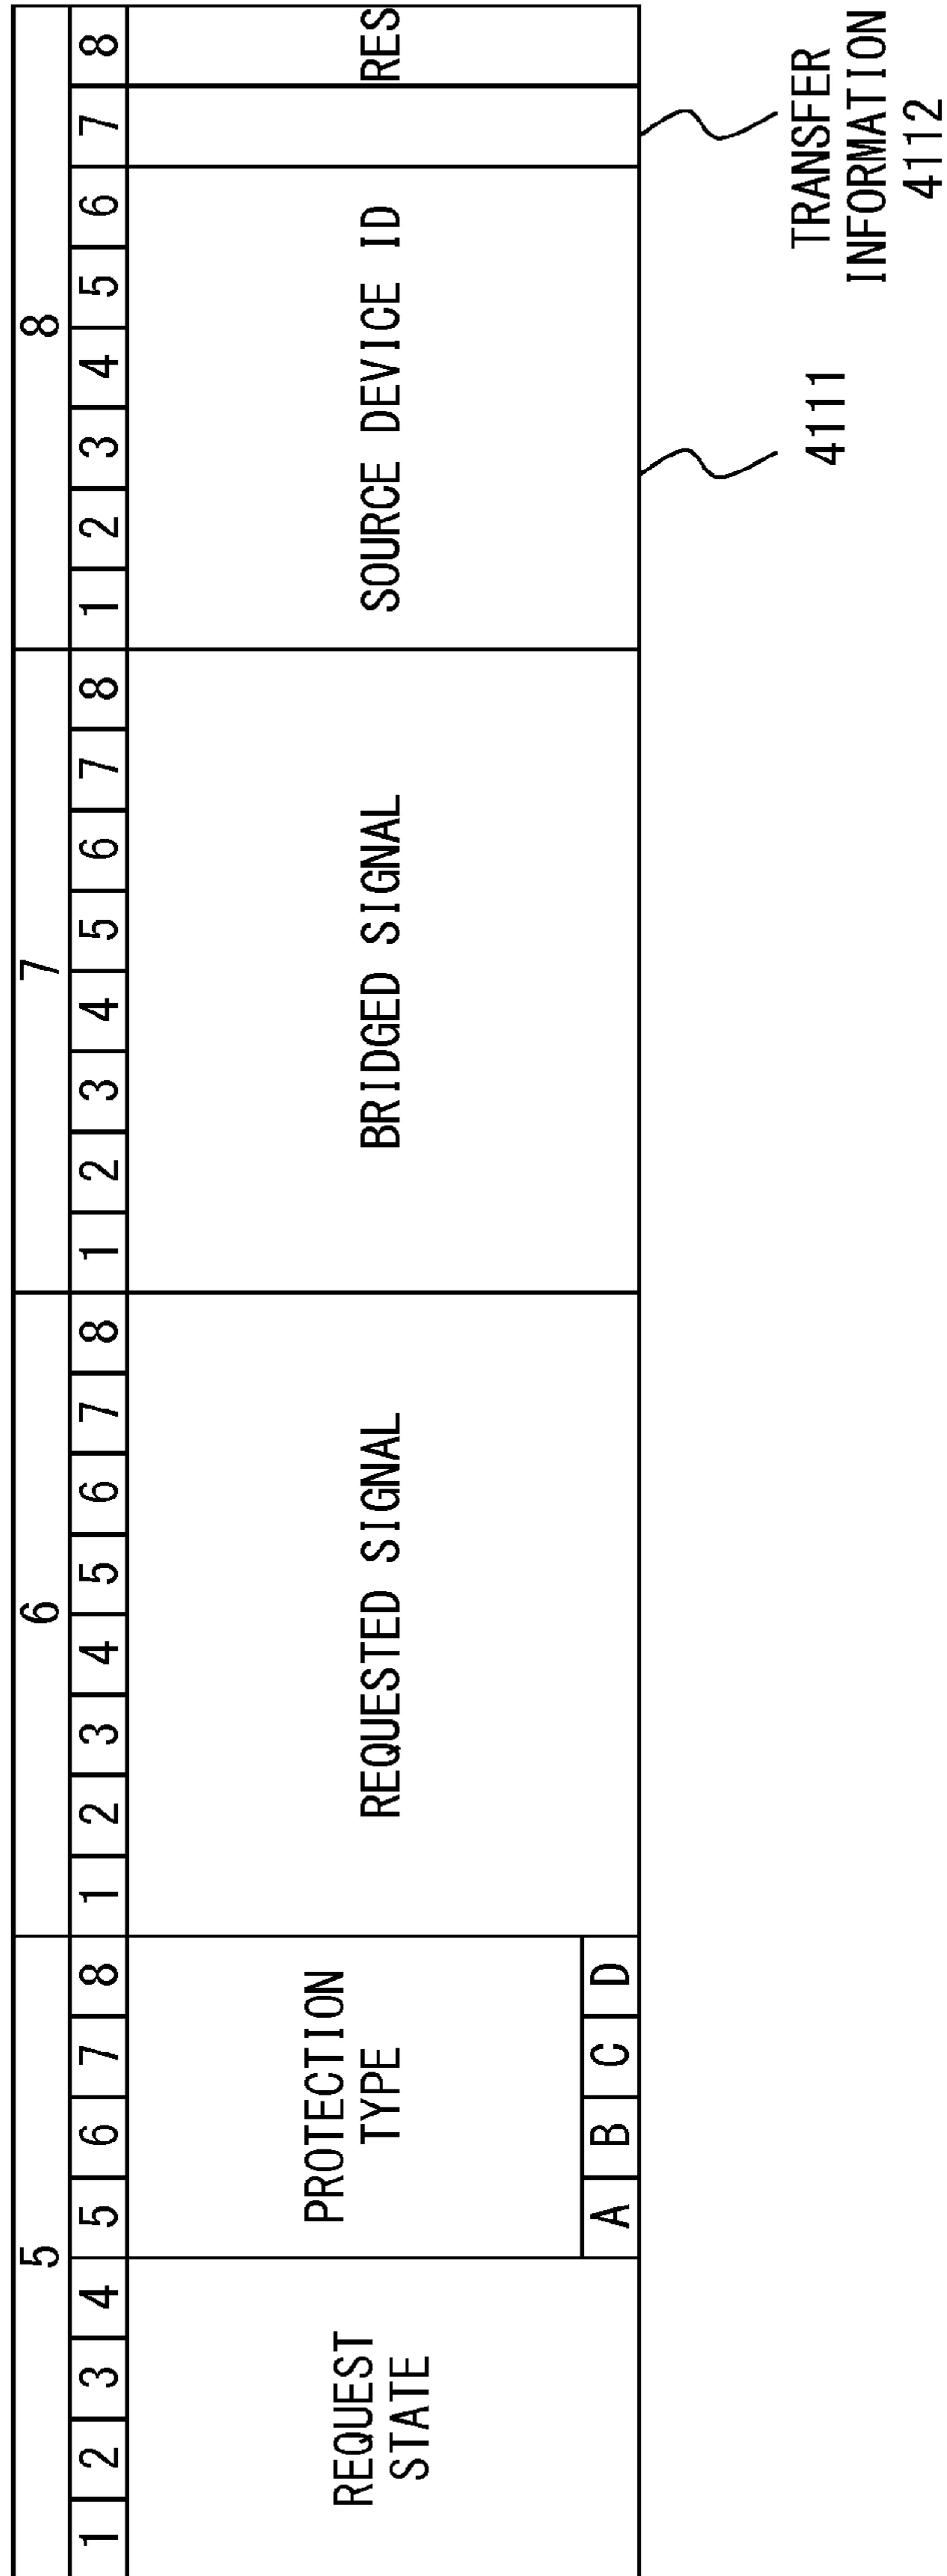 5 6 7 8
1 2 3 4 5 6 7 8 1 2 3 4 5 6 7 8 1 2 3 4 5 6 7 8 1 2 3 4 5 6 7 8
REQUEST
STATE
PROTECTION
TYPE
A B C D
REQUESTED SIGNAL
BRIDGED SIGNAL
SOURCE DEVICE ID
RES
4111
TRANSFER
INFORMATION
4112